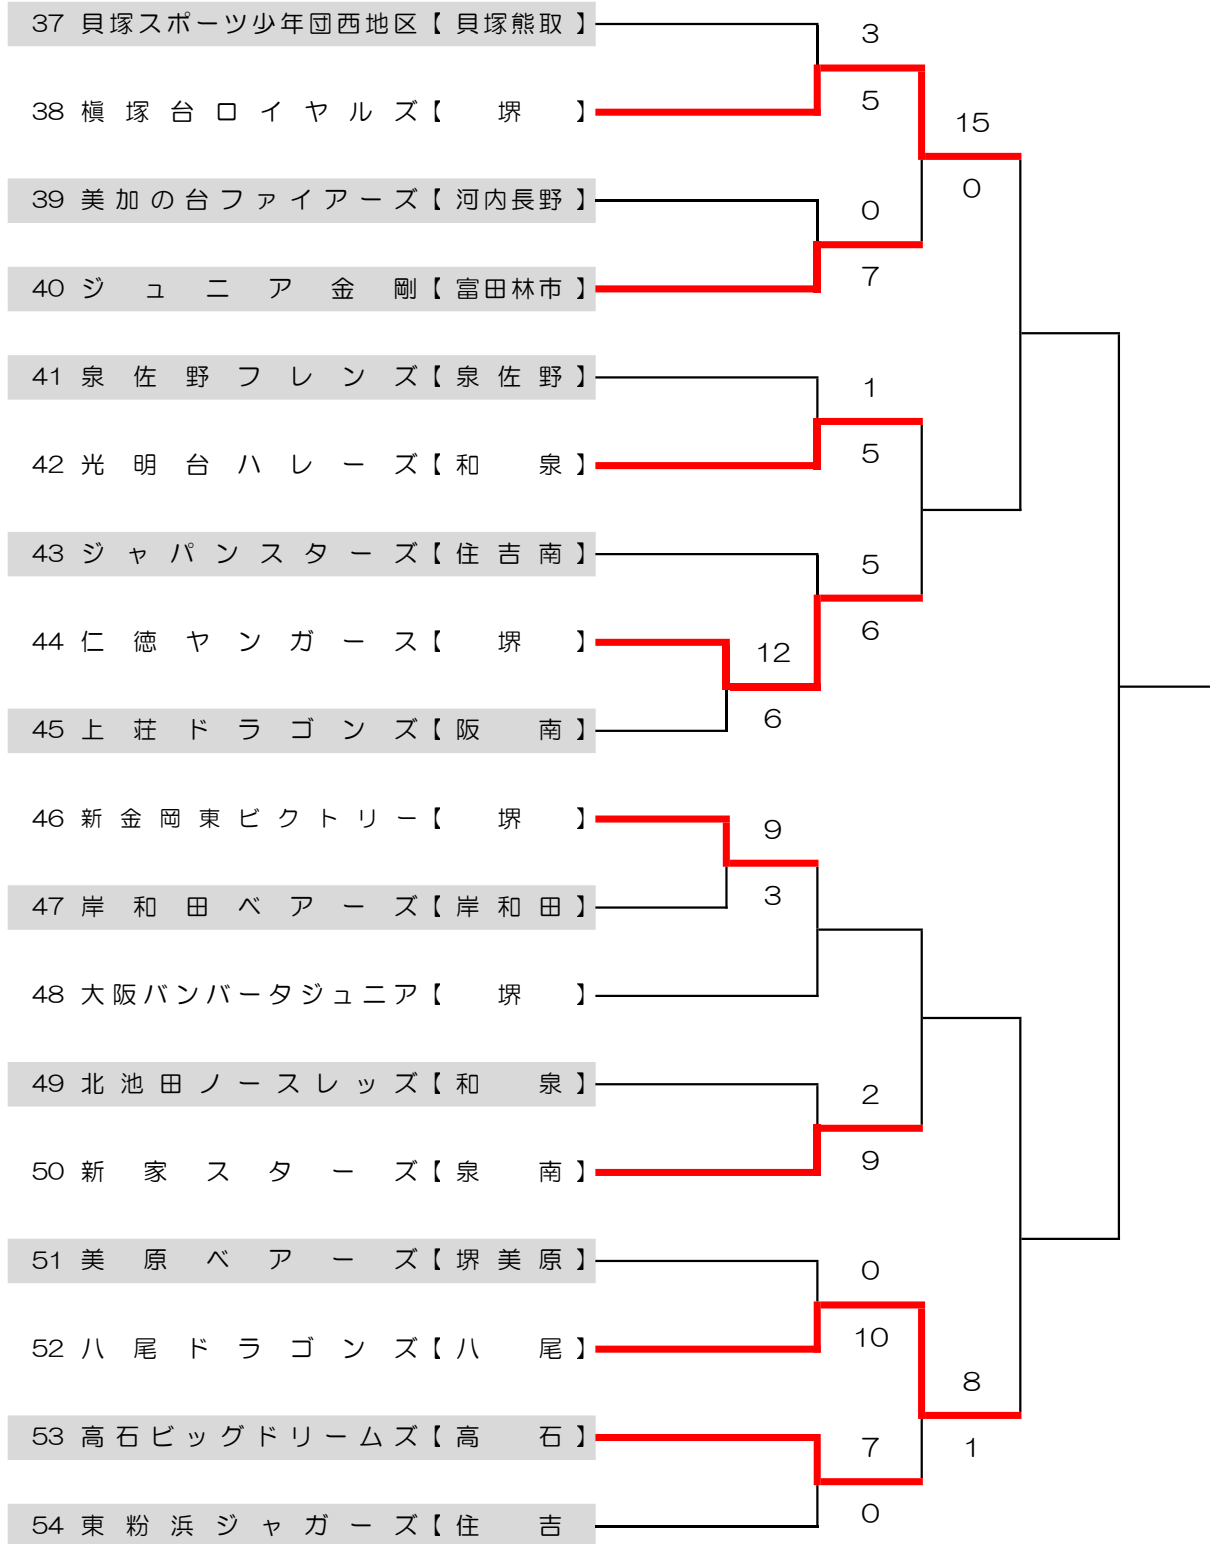 37 貝塚スポーツ少年団西地区【 貝塚熊取 】
3
38 槇塚台ロイヤルズ【 堺 】
5
15
39 美加の台ファイアーズ【 河内長野 】
0
0
40 ジュニア金剛【 富田林市 】
7
41 泉佐野フレンズ【 泉佐野 】
1
42 光明台ハレーズ【 和泉 】
5
43 ジャパンスターズ【 住吉南 】
5
44 仁徳ヤンガース【 堺 】
12
6
45 上荘ドラゴンズ【 阪南 】
6
46 新金岡東ビクトリー【 堺 】
9
47 岸和田ベアーズ【 岸和田 】
3
48 大阪バンバータジュニア【 堺 】
49 北池田ノースレッズ【 和泉 】
2
50 新家スターズ【 泉南 】
9
51 美原ベアーズ【 堺美原 】
0
52 八尾ドラゴンズ【 八尾 】
10
8
53 高石ビッグドリームズ【 高石 】
7
1
54 東粉浜ジャガーズ【 住吉
0